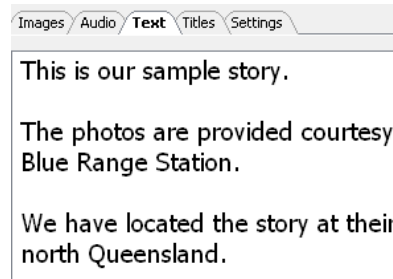 Images Audio Text Titles Settings
This is our sample story.
The photos are provided courtesy
Blue Range Station.
We have located the story at their
north Queensland.